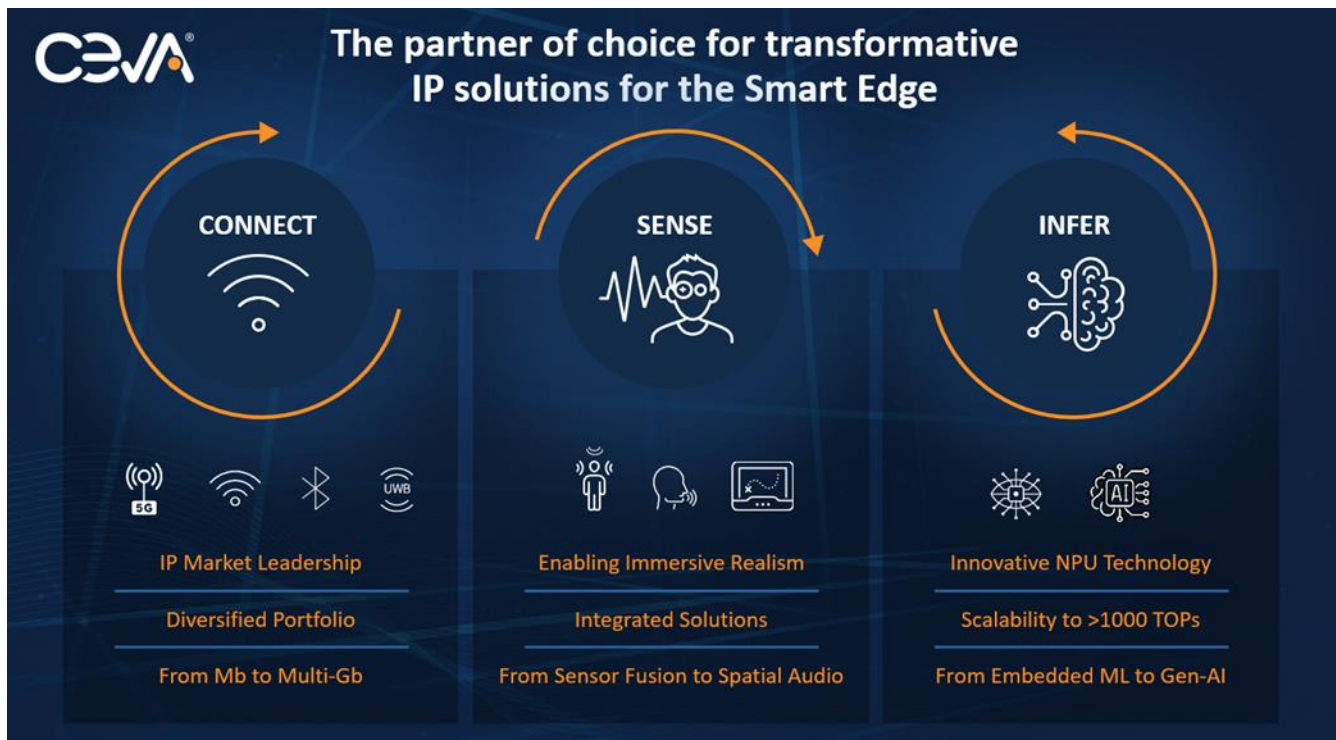 CEVA®
The partner of choice for transformative
IP solutions for the Smart Edge
CONNECT
SENSE
INFER
5G
UWB
AI
IP Market Leadership
Diversified Portfolio
From Mb to Multi-Gb
Enabling Immersive Realism
Integrated Solutions
From Sensor Fusion to Spatial Audio
Innovative NPU Technology
Scalability to >1000 TOPs
From Embedded ML to Gen-AI